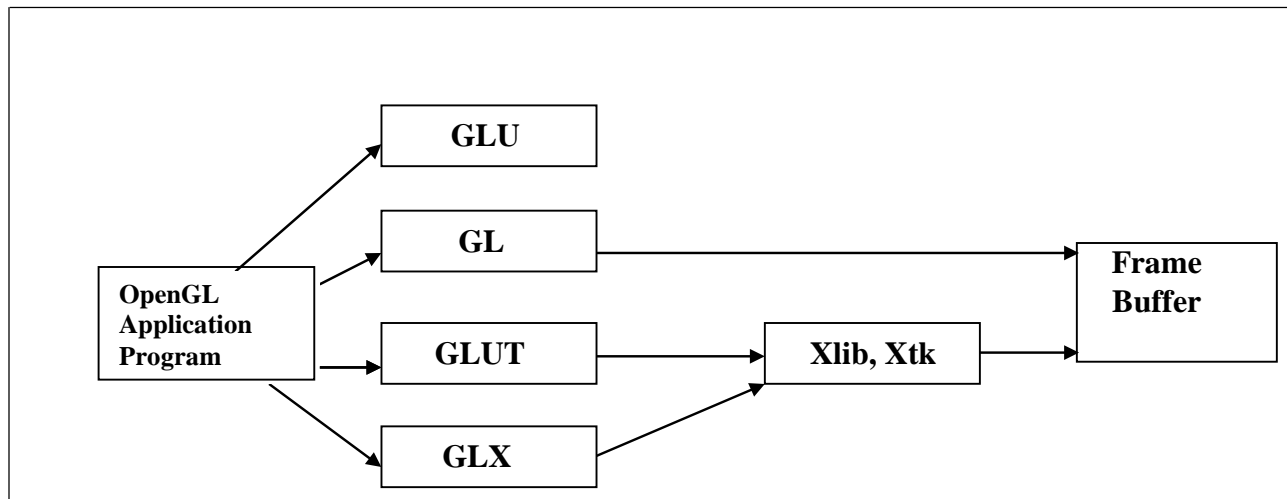 GLU
GL
OpenGL
Application
Program
GLUT
GLX
Xlib, Xtk
Frame
Buffer